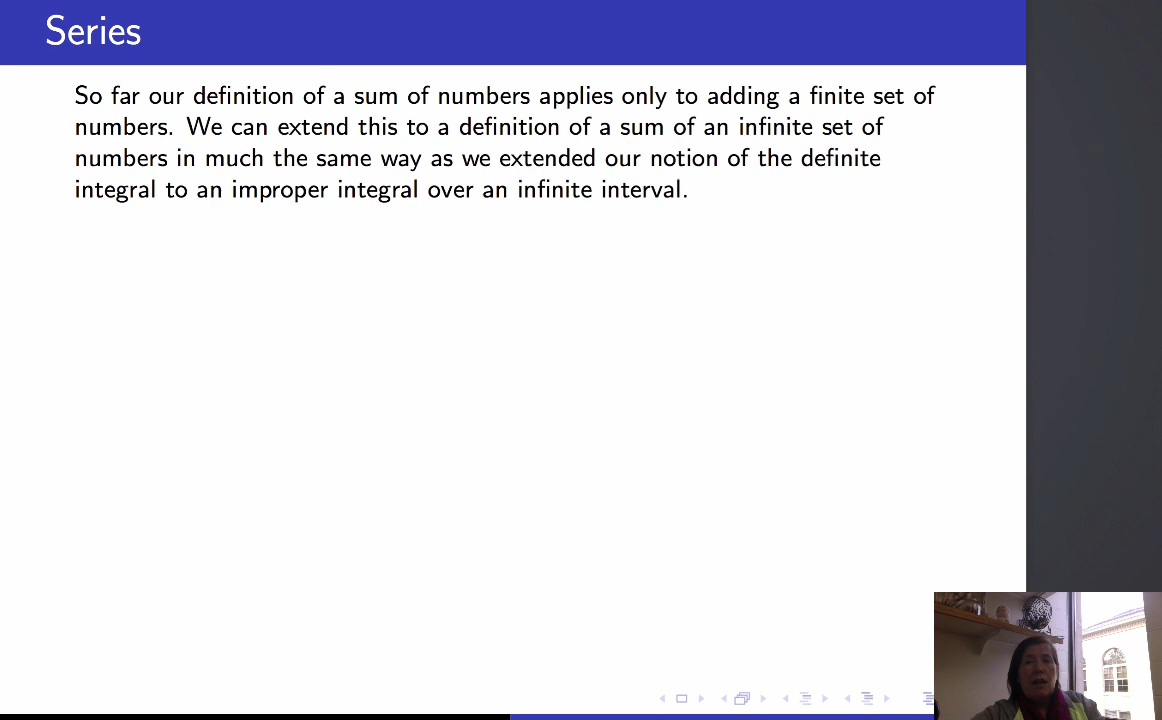 Series
So far our definition of a sum of numbers applies only to adding a finite set of
numbers. We can extend this to a definition of a sum of an infinite set of
numbers in much the same way as we extended our notion of the definite
integral to an improper integral over an infinite interval.